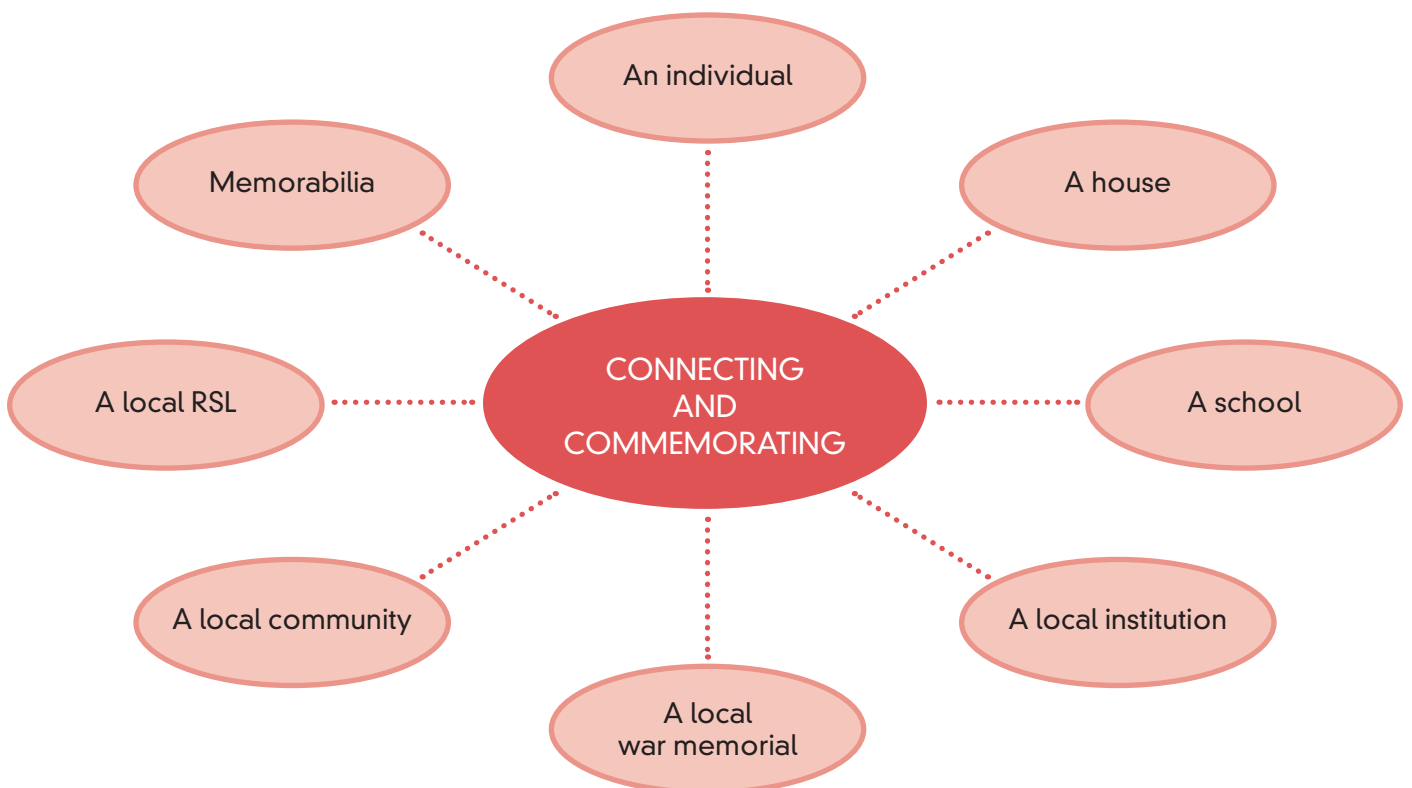 An individual
Memorabilia
A house
CONNECTING
AND
COMMEMORATING
A local RSL
A school
A local community
A local institution
A local
war memorial